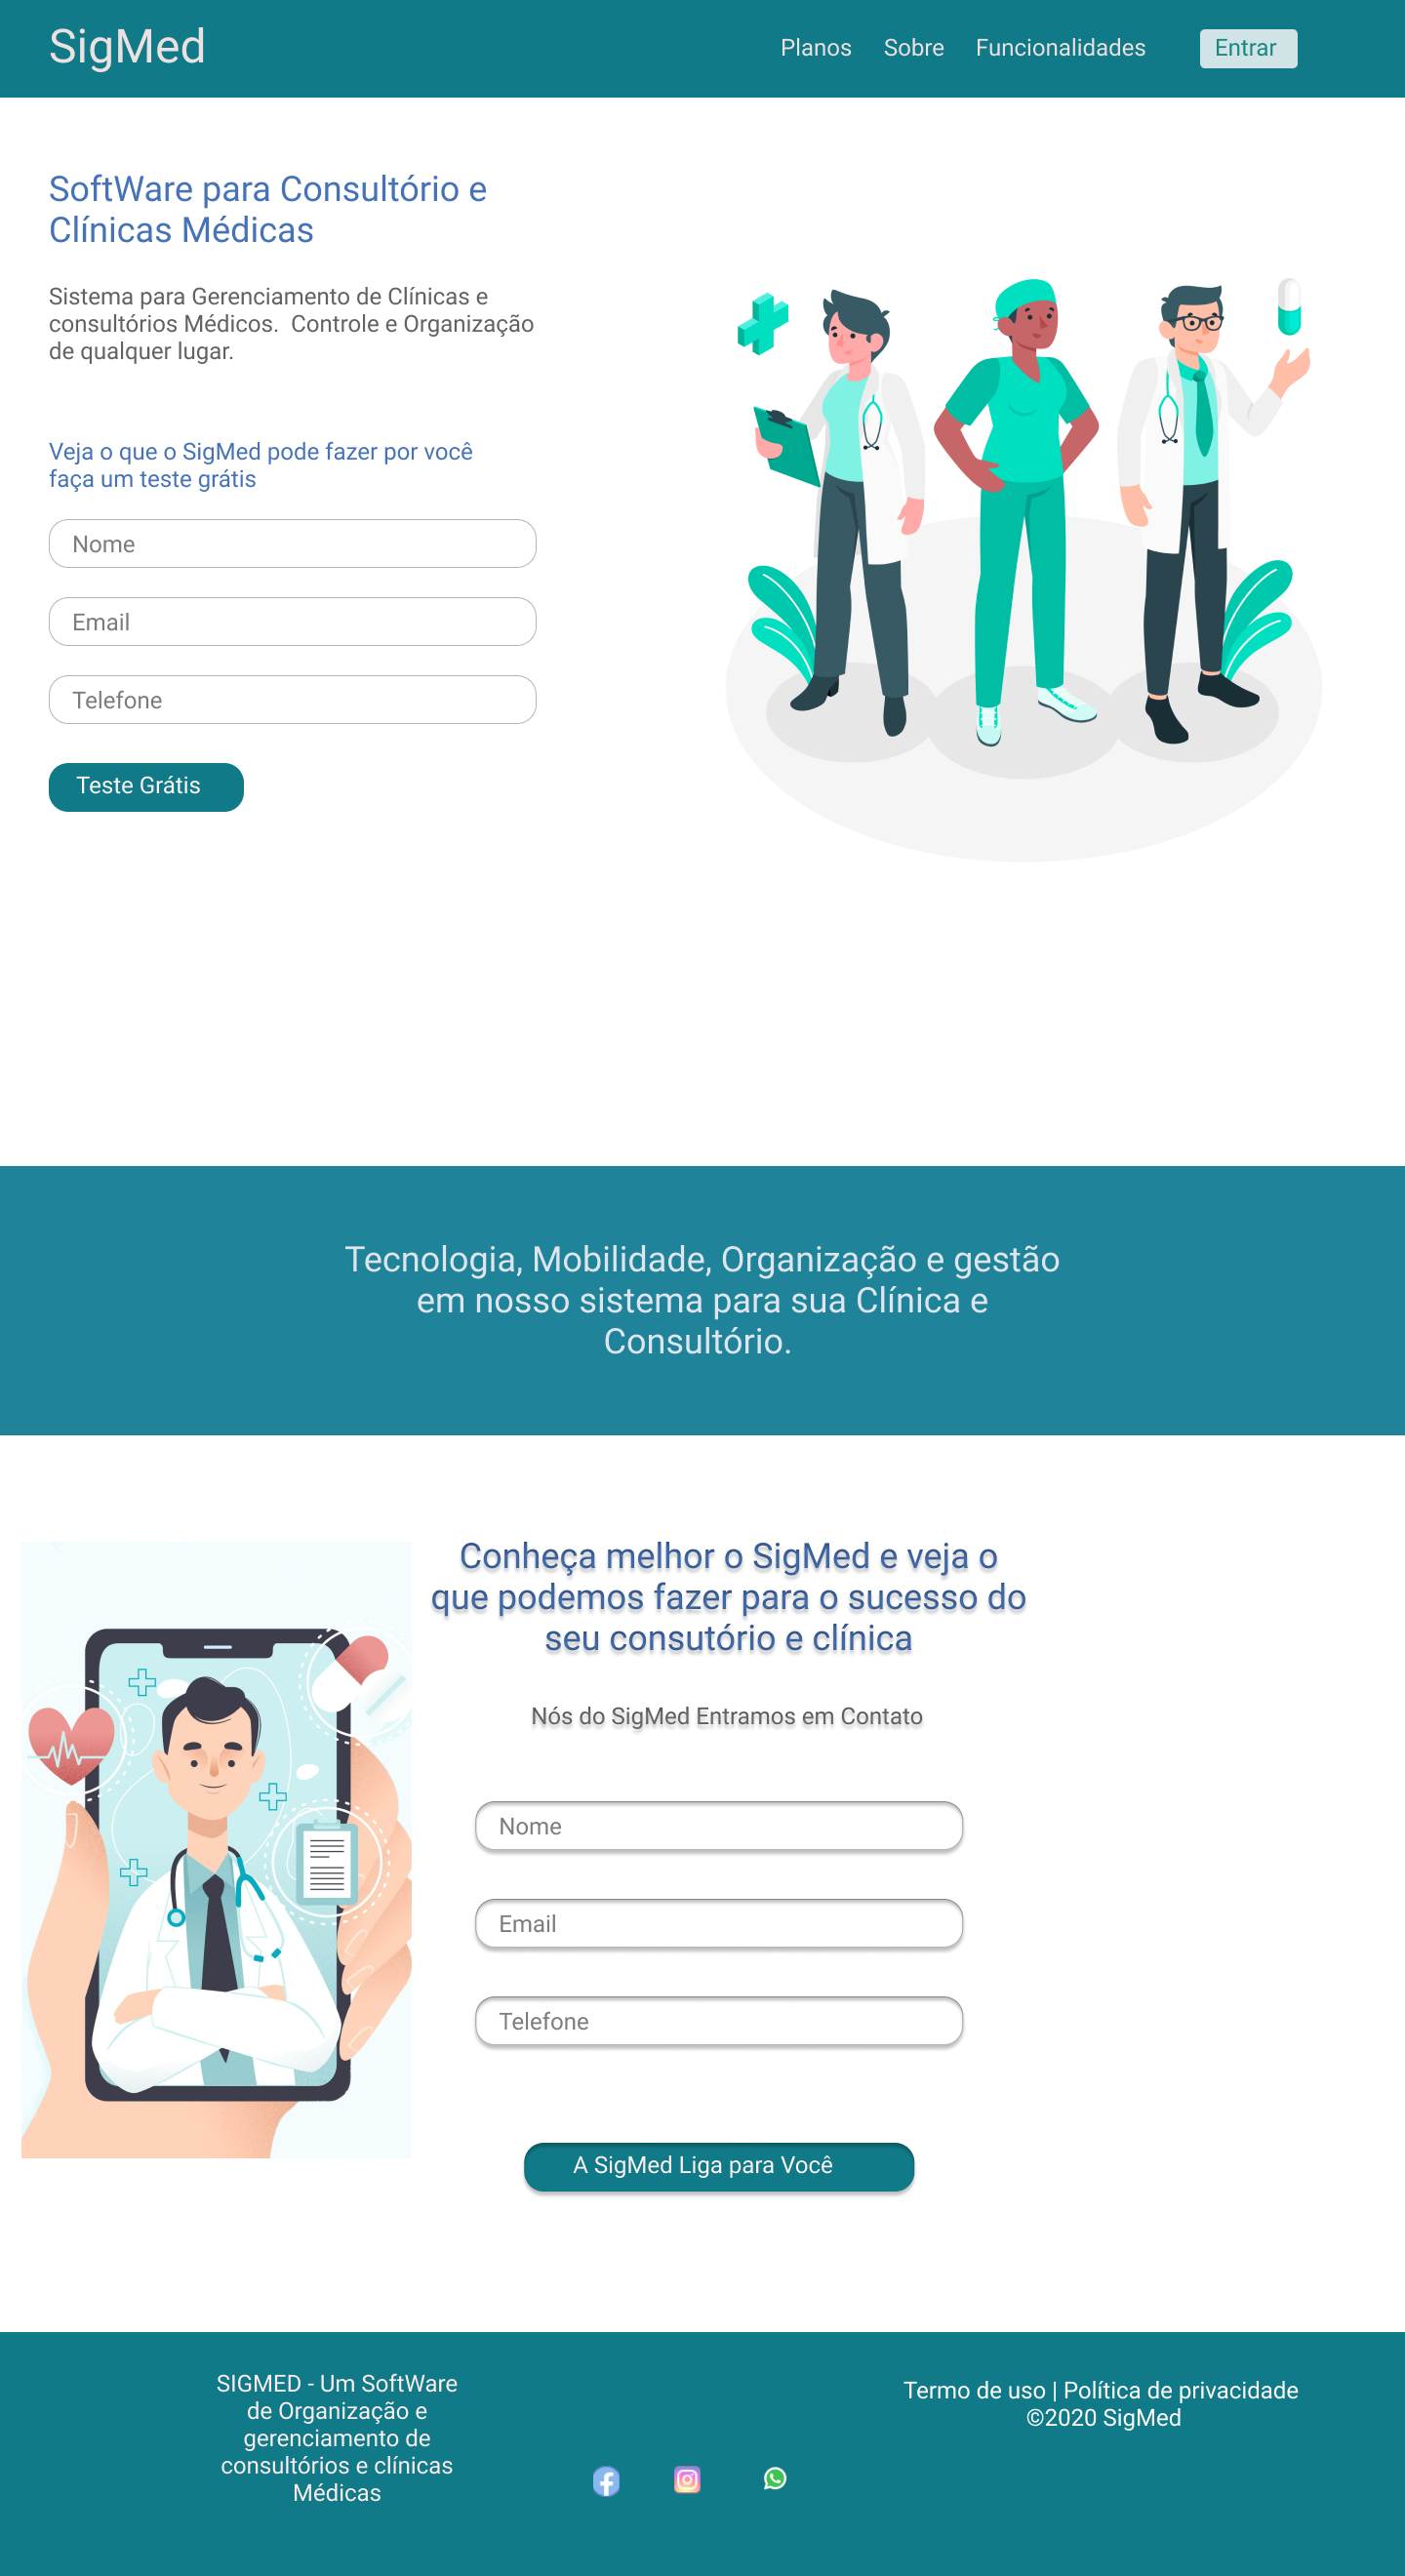 SigMed
Planos Sobre Funcionalidades Entrar
SoftWare para Consultório e
Clínicas Médicas
Sistema para Gerenciamento de Clínicas e
consultórios Médicos. Controle e Organização
de qualquer lugar.
Veja o que o SigMed pode fazer por você
faça um teste grátis
Nome
Email
Telefone
Teste Grátis
Tecnologia, Mobilidade, Organização e gestão
em nosso sistema para sua Clínica e
Consultório.
Conheça melhor o SigMed e veja o
que podemos fazer para o sucesso do
seu consutório e clínica
Nós do SigMed Entramos em Contato
Nome
Email
Telefone
A SigMed Liga para Você
SIGMED - Um SoftWare
de Organização e
gerenciamento de
consultórios e clínicas
Médicas
Termo de uso | Política de privacidade
©2020 SigMed